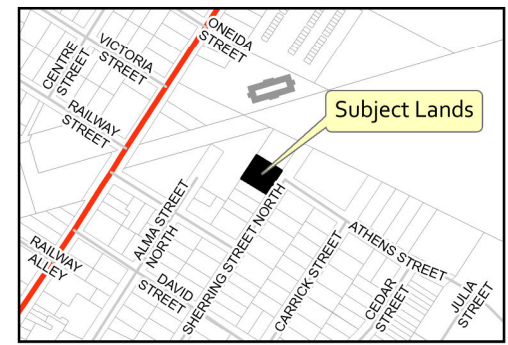 ONEIDA
STREET
VICTORIA
STREET
CENTRE
STREET
RAILWAY
STREET
Subject Lands
ALMA STREET
NORTH
SHERRING STREET NORTH
ATHENS STREET
RAILWAY
ALLEY
DAVID
STREET
CARRICK STREET
CEDAR
STREET
JULIA
STREET